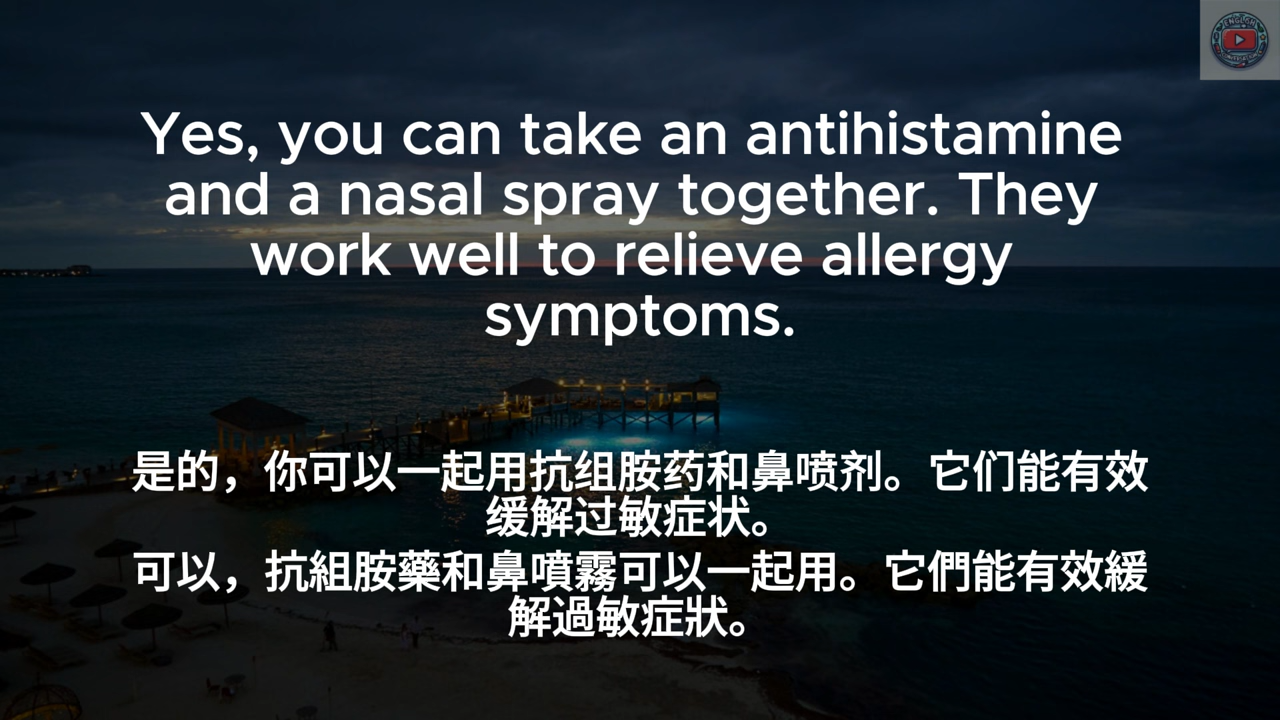 Yes, you can take an antihistamine
and a nasal spray together. They
work well to relieve allergy
symptoms.
是的，你可以一起用抗组胺药和鼻喷剂。它们能有效
缓解过敏症状。
可以，抗組胺藥和鼻噴霧可以一起用。它們能有效緩
解過敏症狀。